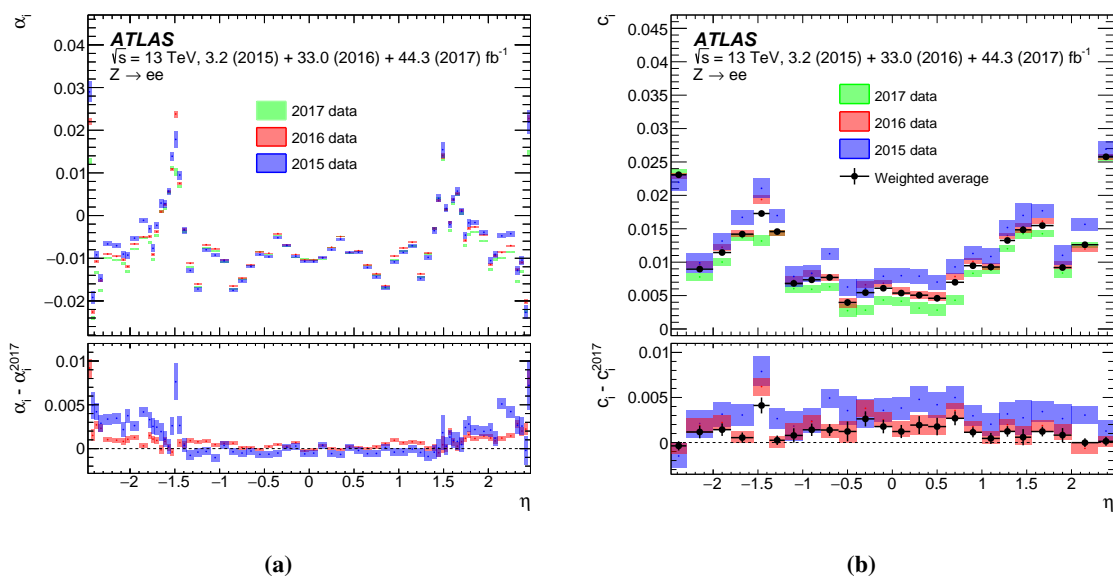 α_i
0.04
0.03
0.02
0.01
0
−0.01
−0.02
ATLAS
√s = 13 TeV, 3.2 (2015) + 33.0 (2016) + 44.3 (2017) fb⁻¹
Z → ee
2017 data
2016 data
2015 data
α_i - α_i^2017
0.01
0.005
0
−2 −1.5 −1 −0.5 0 0.5 1 1.5 2
η
(a)
c_i
0.045
0.04
0.035
0.03
0.025
0.02
0.015
0.01
0.005
0
ATLAS
√s = 13 TeV, 3.2 (2015) + 33.0 (2016) + 44.3 (2017) fb⁻¹
Z → ee
2017 data
2016 data
2015 data
Weighted average
c_i - c_i^2017
0.01
0.005
0
−2 −1.5 −1 −0.5 0 0.5 1 1.5 2
η
(b)